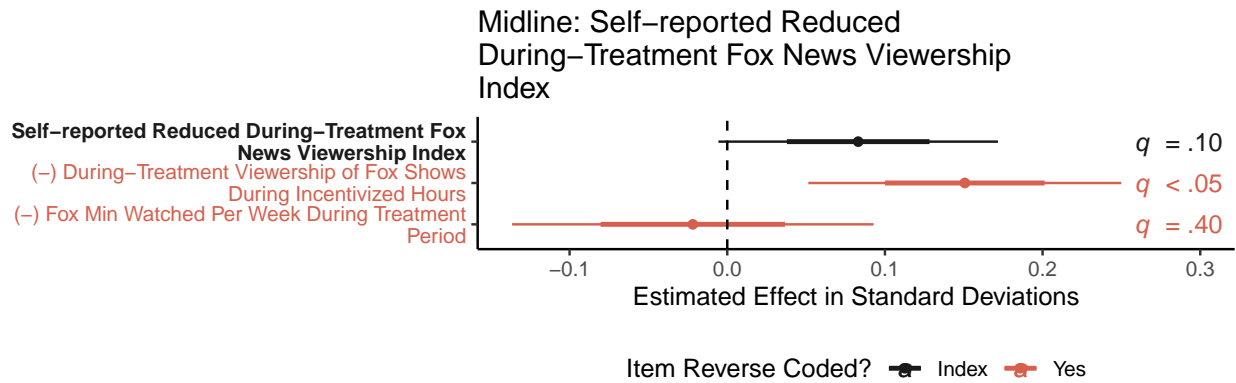 Midline: Self−reported Reduced
During−Treatment Fox News Viewership
Index
Self−reported Reduced During−Treatment Fox
News Viewership Index
q = .10
(−) During−Treatment Viewership of Fox Shows
During Incentivized Hours
q < .05
(−) Fox Min Watched Per Week During Treatment
Period
q = .40
−0.1 0.0 0.1 0.2 0.3
Estimated Effect in Standard Deviations
Item Reverse Coded? a Index a Yes